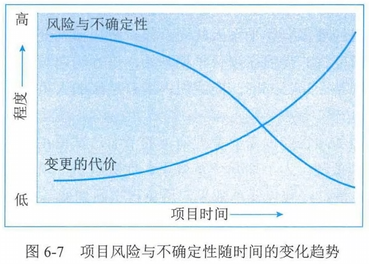 高
风险与不确定性
程度
变更的代价
低
项目时间
图 6-7 项目风险与不确定性随时间的变化趋势